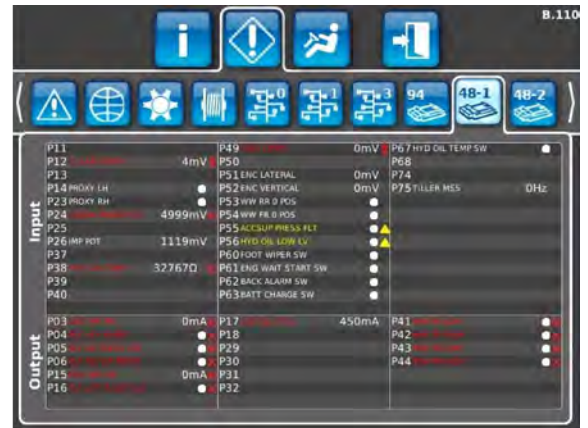 B.110
0
1
3
94
48-1
48-2
Input
P11
P12 4mV
P13
P14 PROXY LH
P23 PROXY RH
P24 4999mV
P25
P26 IMP POT 1119mV
P37
P38 32767Ω
P39
P40
P49 0mV
P50
P51 ENC LATERAL 0mV
P52 ENC VERTICAL 0mV
P53 WW RR 0 POS
P54 WW FR 0 POS
P55 ACCSUP PRESS FLT
P56 HYD OIL LOW LV
P60 FOOT WIPER SW
P61 ENG WAIT START SW
P62 BACK ALARM SW
P63 BATT CHARGE SW
P67 HYD OIL TEMP SW
P68
P74
P75 TILLER MSS 0Hz
Output
P03 0mA
P04
P05
P06
P15 0mA
P16
P17 450mA
P18
P29
P30
P31
P32
P41
P42
P43
P44